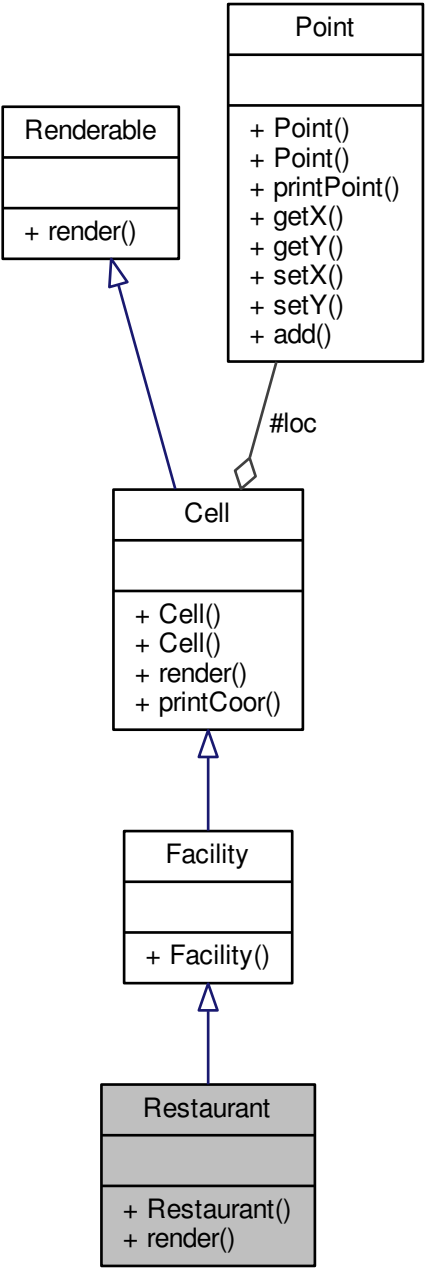 Point
+ Point()
+ Point()
+ printPoint()
+ getX()
+ getY()
+ setX()
+ setY()
+ add()
Renderable
+ render()
#loc
Cell
+ Cell()
+ Cell()
+ render()
+ printCoor()
Facility
+ Facility()
Restaurant
+ Restaurant()
+ render()